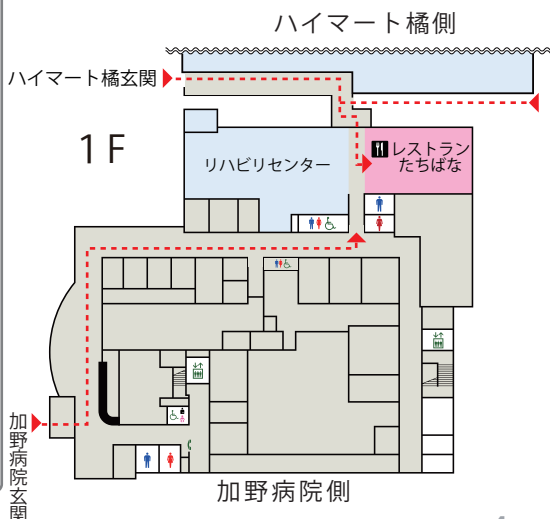 ハイマート橘側
ハイマート橘玄関
1F
レストラン
たちばな
リハビリセンター
加野病院玄関
加野病院側